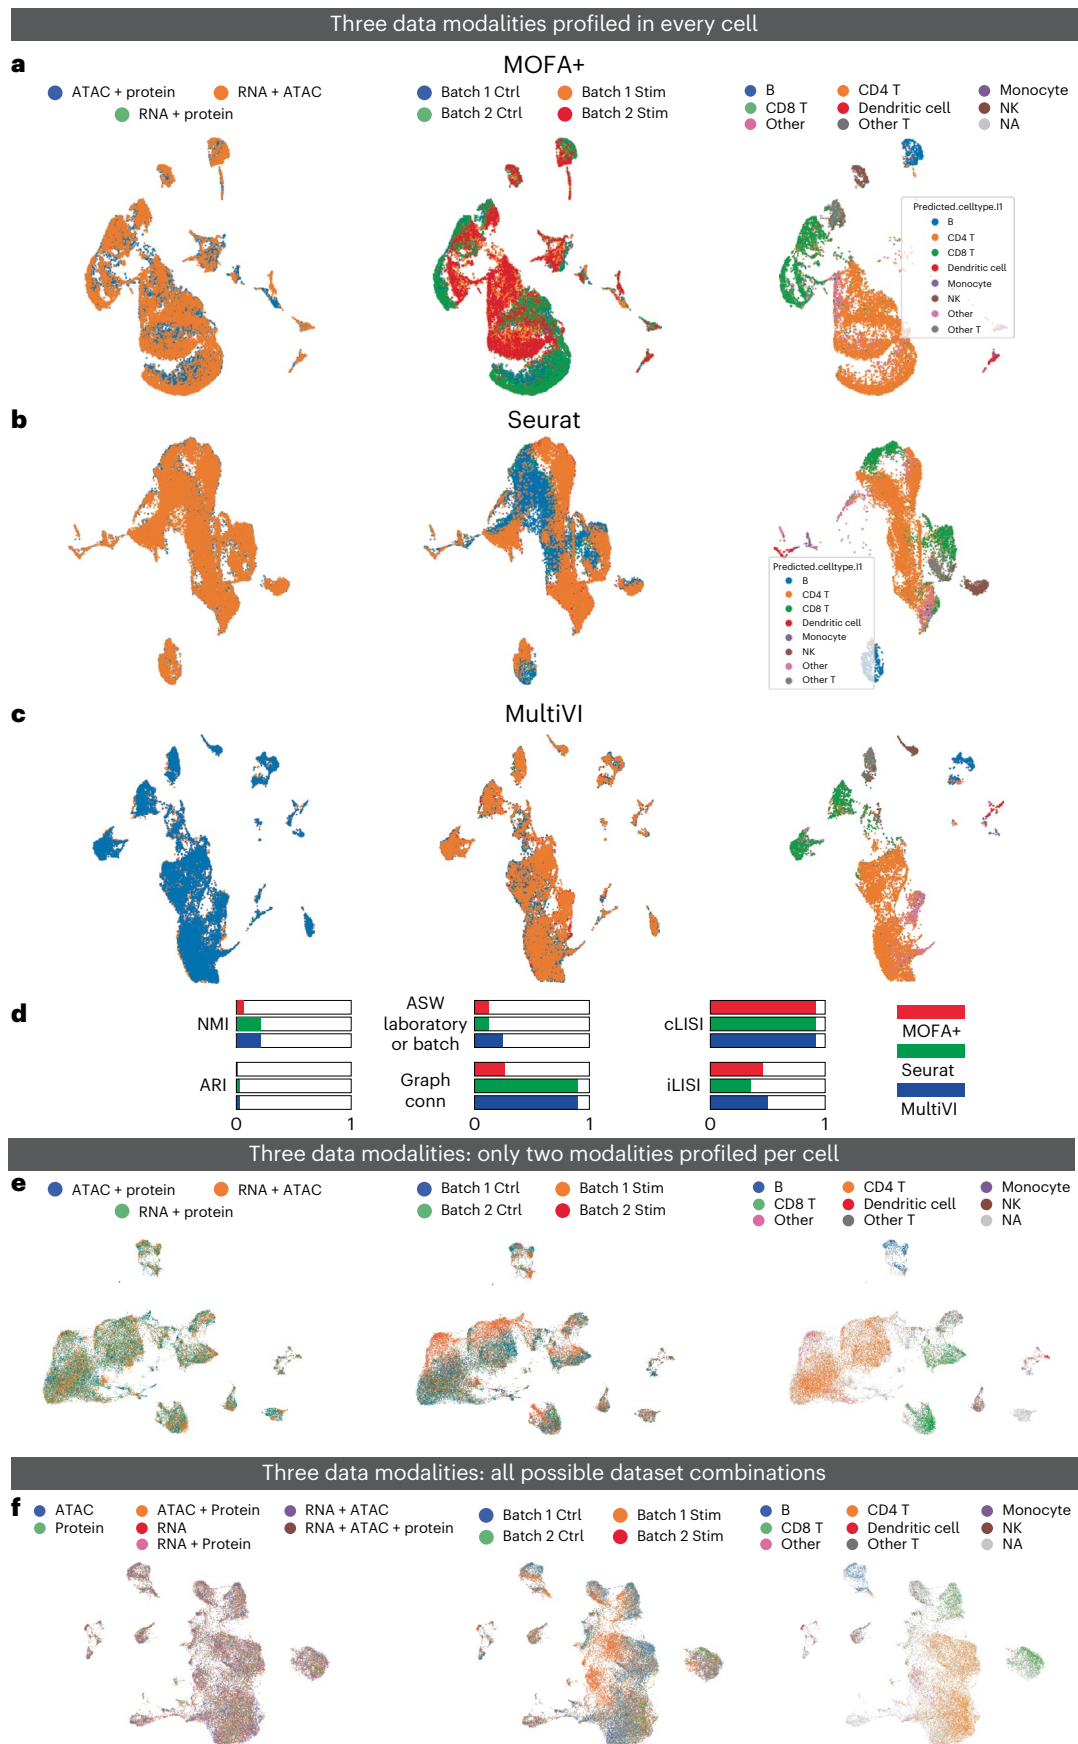 Three data modalities profiled in every cell
a
MOFA+
ATAC + protein
RNA + ATAC
RNA + protein
Batch 1 Ctrl
Batch 1 Stim
Batch 2 Ctrl
Batch 2 Stim
B
CD4 T
Monocyte
CD8 T
Dendritic cell
NK
Other
Other T
NA
Predicted.celltype.l1
B
CD4 T
CD8 T
Dendritic cell
Monocyte
NK
Other
Other T
b
Seurat
Predicted.celltype.l1
B
CD4 T
CD8 T
Dendritic cell
Monocyte
NK
Other
Other T
c
MultiVI
d
NMI
ARI
0
1
ASW
laboratory
or batch
Graph
conn
0
1
cLISI
iLISI
0
1
MOFA+
Seurat
MultiVI
Three data modalities: only two modalities profiled per cell
e
ATAC + protein
RNA + ATAC
RNA + protein
Batch 1 Ctrl
Batch 1 Stim
Batch 2 Ctrl
Batch 2 Stim
B
CD4 T
Monocyte
CD8 T
Dendritic cell
NK
Other
Other T
NA
Three data modalities: all possible dataset combinations
f
ATAC
ATAC + Protein
RNA + ATAC
Protein
RNA
RNA + ATAC + protein
RNA + Protein
Batch 1 Ctrl
Batch 1 Stim
Batch 2 Ctrl
Batch 2 Stim
B
CD4 T
Monocyte
CD8 T
Dendritic cell
NK
Other
Other T
NA